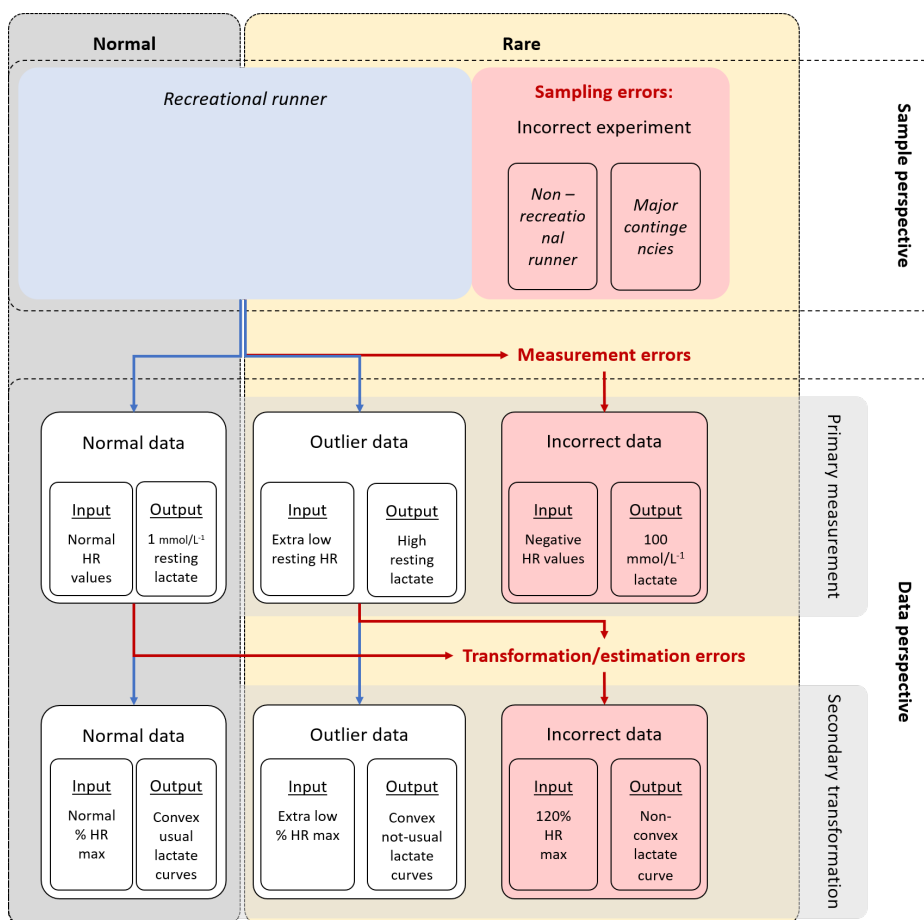 Normal
Rare
Recreational runner
Sampling errors:
Incorrect experiment
Non –
recreatio
nal
runner
Major
continge
ncies
Sample perspective
Measurement errors
Normal data
Input
Normal
HR
values
Output
1 mmol/L⁻¹
resting
lactate
Outlier data
Input
Extra low
resting HR
Output
High
resting
lactate
Incorrect data
Input
Negative
HR values
Output
100
mmol/L⁻¹
lactate
Primary measurement
Data perspective
Transformation/estimation errors
Normal data
Input
Normal
% HR
max
Output
Convex
usual
lactate
curves
Outlier data
Input
Extra low
% HR max
Output
Convex
not-usual
lactate
curves
Incorrect data
Input
120%
HR
max
Output
Non-
convex
lactate
curve
Secondary transformation